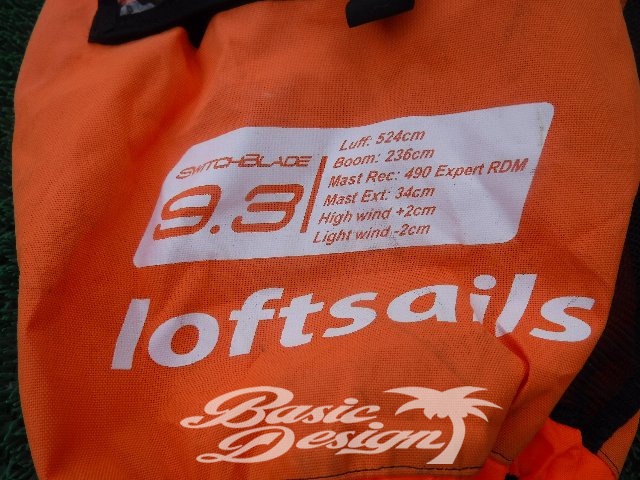 SWITCHBLADE
9.3
Luff: 524cm
Boom: 236cm
Mast Rec: 490 Expert RDM
Mast Ext: 34cm
High wind +2cm
Light wind -2cm
loftsails
Basic
Design